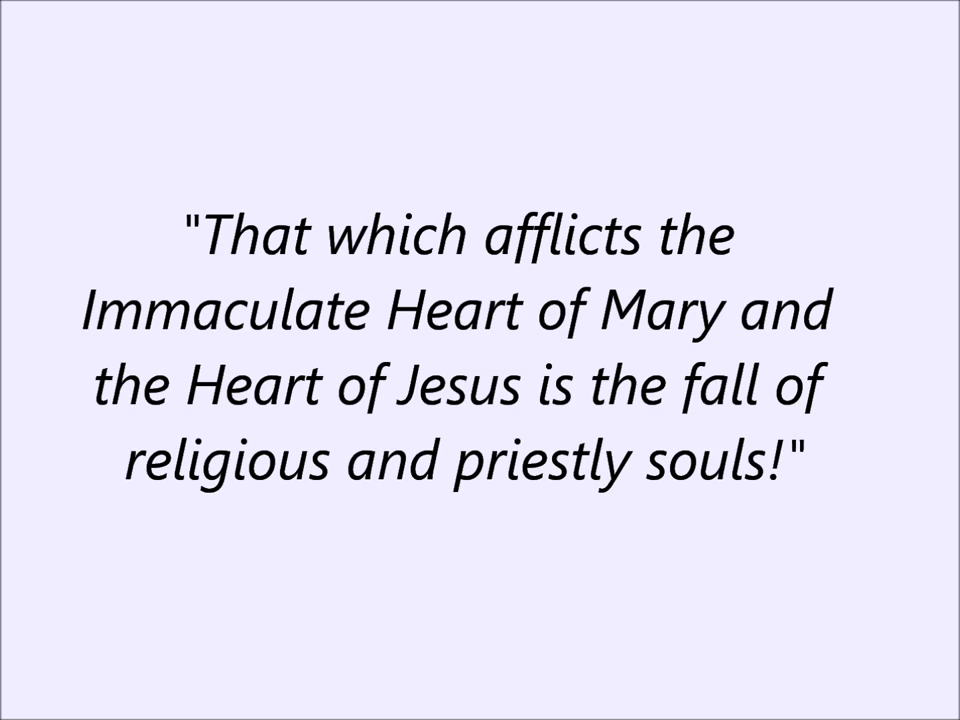 "That which afflicts the
Immaculate Heart of Mary and
the Heart of Jesus is the fall of
religious and priestly souls!"